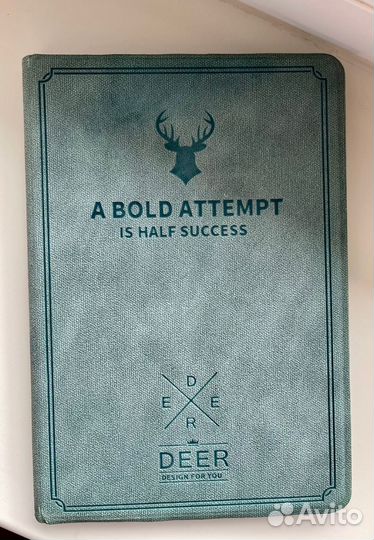 A BOLD ATTEMPT
IS HALF SUCCESS
D
E E
R
DEER
DESIGN FOR YOU
Avito